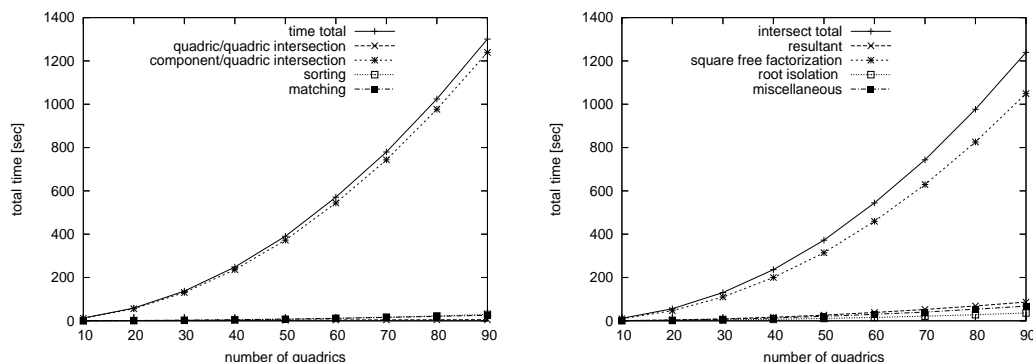 1400
1200
1000
800
600
400
200
0
total time [sec]
time total
quadric/quadric intersection
component/quadric intersection
sorting
matching
10 20 30 40 50 60 70 80 90
number of quadrics
1400
1200
1000
800
600
400
200
0
total time [sec]
intersect total
resultant
square free factorization
root isolation
miscellaneous
10 20 30 40 50 60 70 80 90
number of quadrics